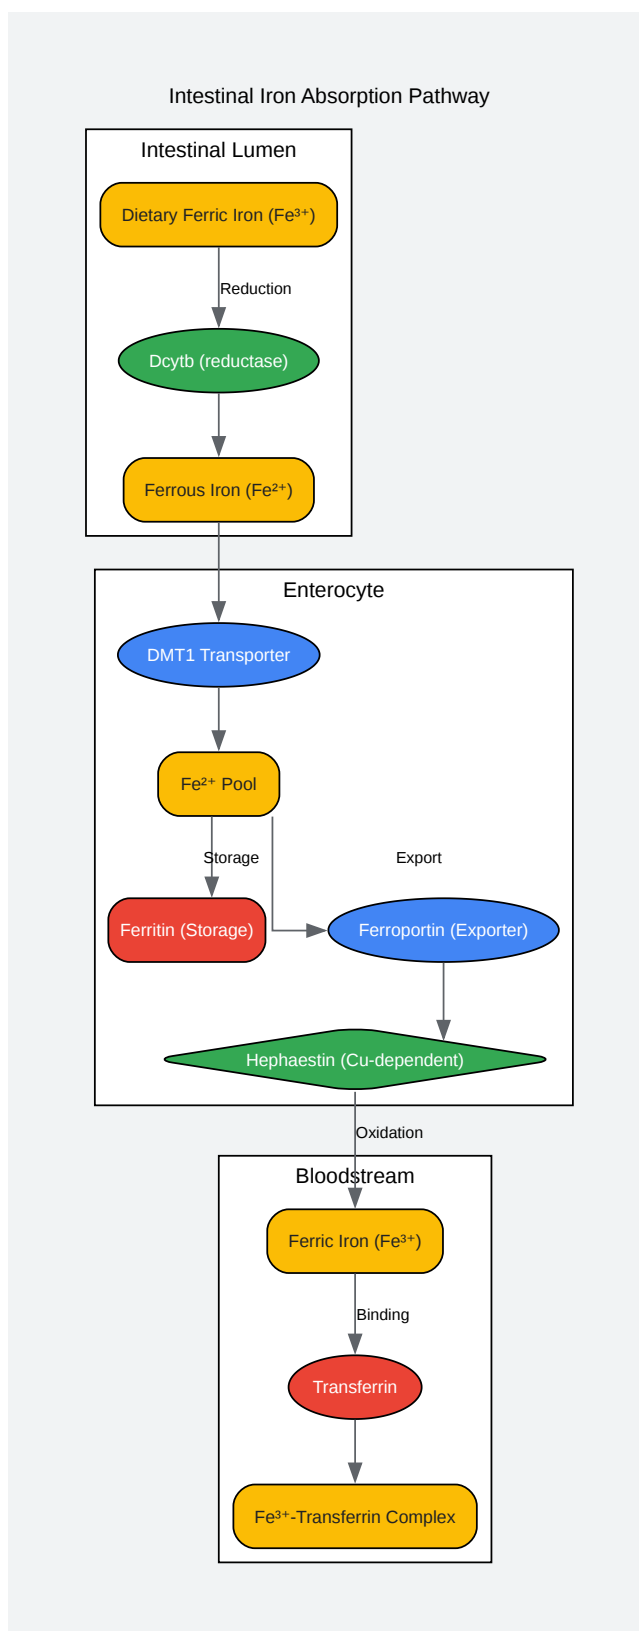 Intestinal Iron Absorption Pathway
Intestinal Lumen
Dietary Ferric Iron (Fe³⁺)
Reduction
Dcytb (reductase)
Ferrous Iron (Fe²⁺)
Enterocyte
DMT1 Transporter
Fe²⁺ Pool
Storage
Export
Ferritin (Storage)
Ferroportin (Exporter)
Hephaestin (Cu-dependent)
Oxidation
Bloodstream
Ferric Iron (Fe³⁺)
Binding
Transferrin
Fe³⁺-Transferrin Complex